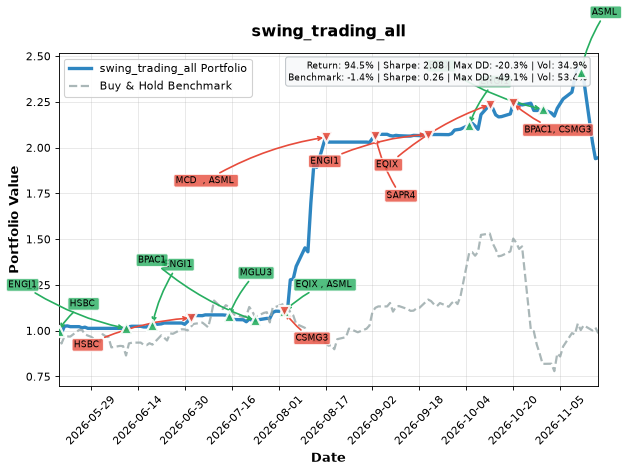 ASML
swing_trading_all
swing_trading_all Portfolio
Buy & Hold Benchmark
Return: 94.5% | Sharpe: 2.08 | Max DD: -20.3% | Vol: 34.9%
Benchmark: -1.4% | Sharpe: 0.26 | Max DD: -49.1% | Vol: 53.
2.50
2.25
2.00
1.75
1.50
1.25
1.00
0.75
Portfolio Value
BPAC1, CSMG3
ENGI1
EQIX
MCD , ASML
SAPR4
BPAC1
NGI1
MGLU3
ENGI1
EQIX , ASML
HSBC
HSBC
CSMG3
2026-05-29
2026-06-14
2026-06-30
2026-07-16
2026-08-01
2026-08-17
2026-09-02
2026-09-18
2026-10-04
2026-10-20
2026-11-05
Date